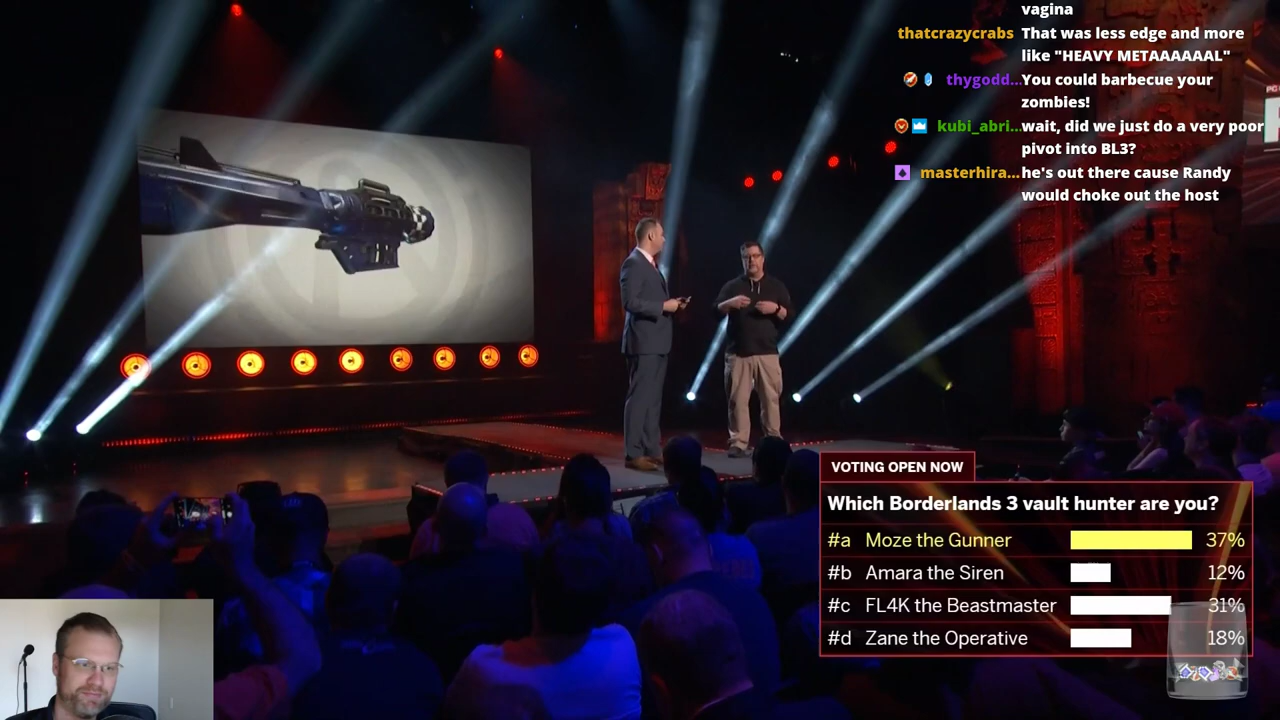 vagina
thatcrazycrabs That was less edge and more
like "HEAVY METAAAAAAL"
thygodd... You could barbecue your
zombies!
kubi_abri... wait, did we just do a very poor
pivot into BL3?
masterhira... he's out there cause Randy
would choke out the host
VOTING OPEN NOW
Which Borderlands 3 vault hunter are you?
#a Moze the Gunner 37%
#b Amara the Siren 12%
#c FL4K the Beastmaster 31%
#d Zane the Operative 18%